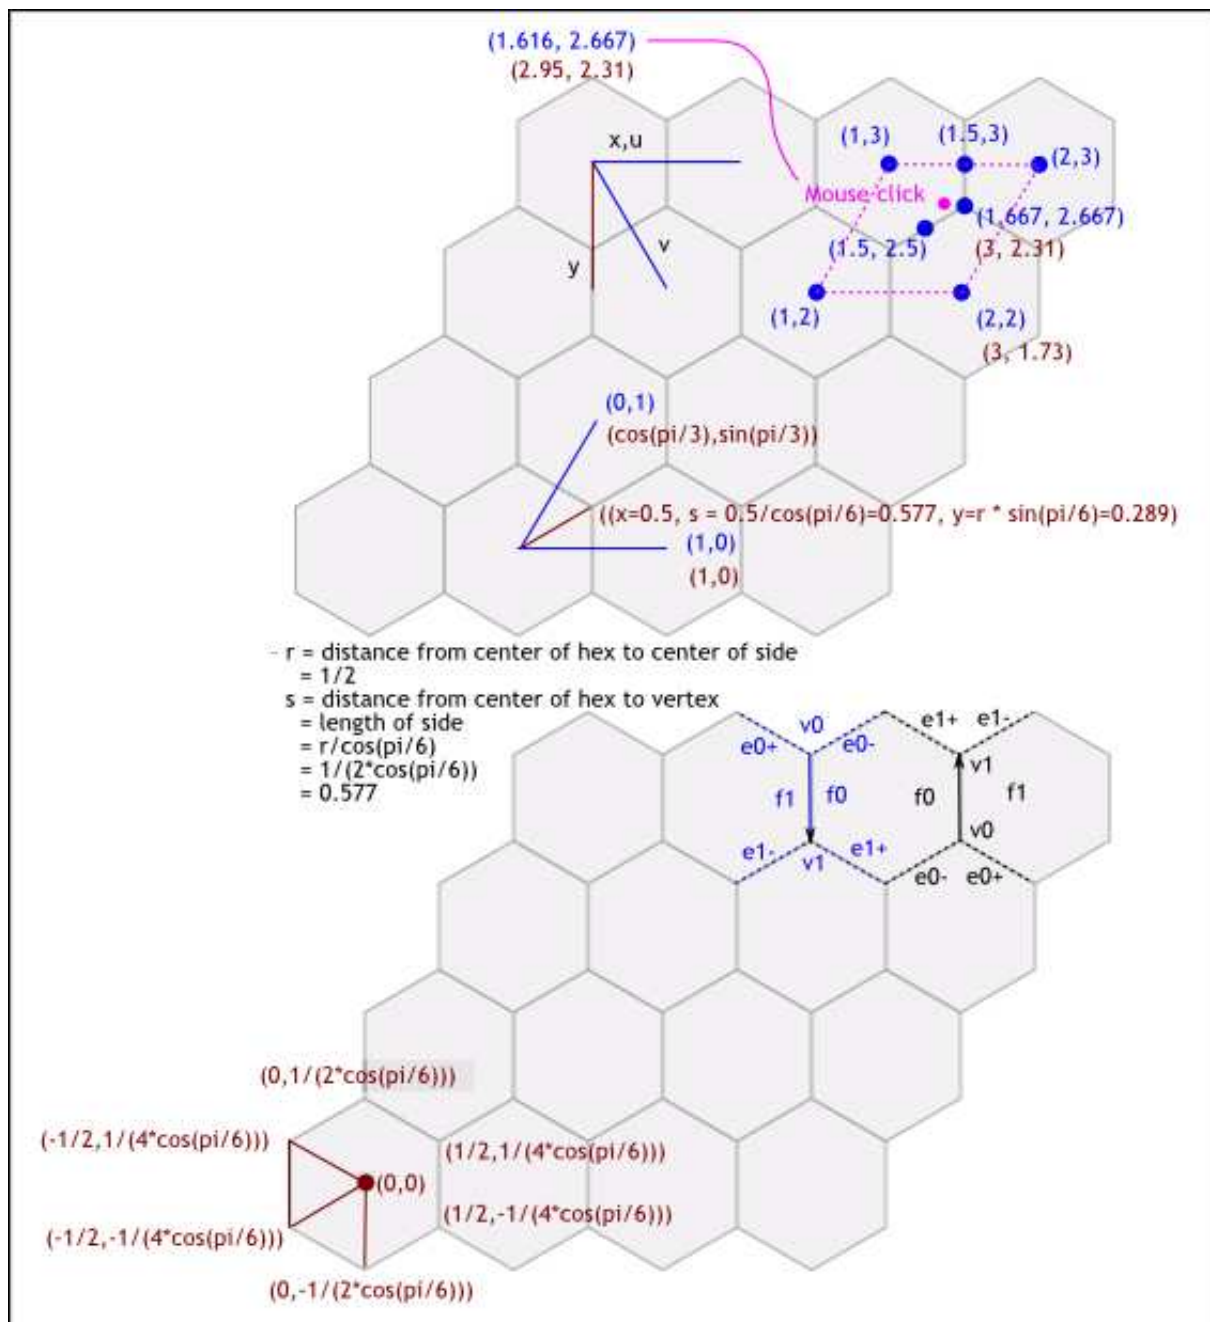 (1.616, 2.667)
(2.95, 2.31)
x,u
(1,3)
(1.5,3)
(2,3)
Mouse click
(1.667, 2.667)
v
(1.5, 2.5)
(3, 2.31)
y
(1,2)
(2,2)
(3, 1.73)
(0,1)
(cos(pi/3),sin(pi/3))
((x=0.5, s = 0.5/cos(pi/6)=0.577, y=r * sin(pi/6)=0.289)
(1,0)
(1,0)
r = distance from center of hex to center of side
= 1/2
s = distance from center of hex to vertex
= length of side
= r/cos(pi/6)
= 1/(2*cos(pi/6))
= 0.577
v0
e0+
e0-
e1+
e1-
v1
f1
f0
f0
f1
v0
e1-
v1
e1+
e0-
e0+
(0,1/(2*cos(pi/6)))
(-1/2,1/(4*cos(pi/6)))
(1/2,1/(4*cos(pi/6)))
(0,0)
(1/2,-1/(4*cos(pi/6)))
(-1/2,-1/(4*cos(pi/6)))
(0,-1/(2*cos(pi/6)))